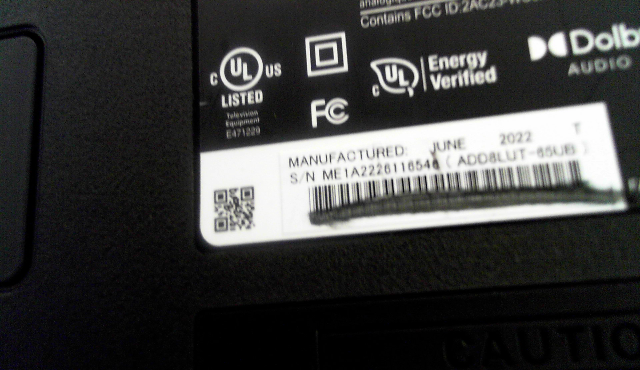 Contains FCC ID:2AC23-
C UL US
LISTED
Television
Equipment
E471229
FC
C UL
Energy
Verified
Dolby
AUDIO
MANUFACTURED: JUNE 2022 T
S/N ME1A2226116546 ( ADD8LUT-65UB )
CAUTIO